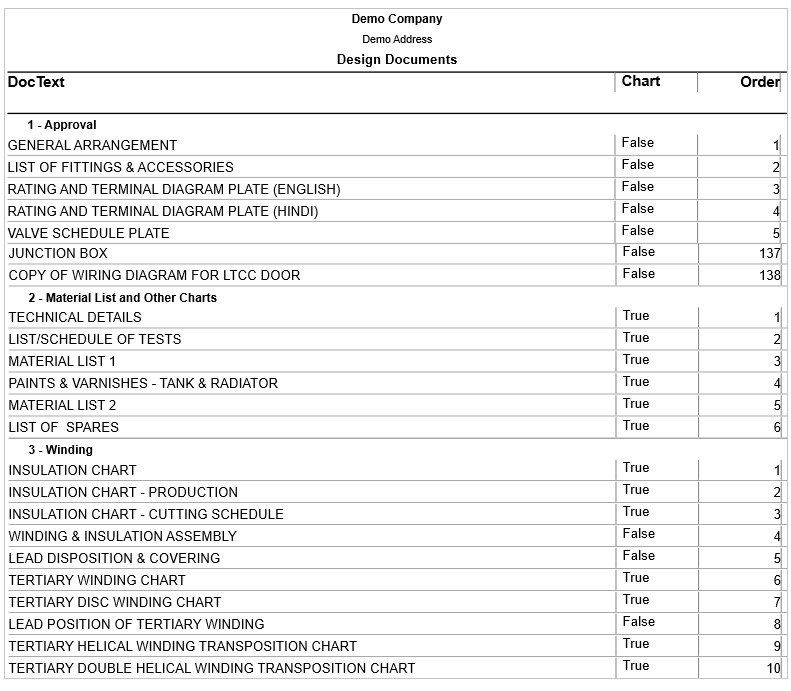 Demo Company
Demo Address
Design Documents
DocText Chart Order
1 - Approval
GENERAL ARRANGEMENT False 1
LIST OF FITTINGS & ACCESSORIES False 2
RATING AND TERMINAL DIAGRAM PLATE (ENGLISH) False 3
RATING AND TERMINAL DIAGRAM PLATE (HINDI) False 4
VALVE SCHEDULE PLATE False 5
JUNCTION BOX False 137
COPY OF WIRING DIAGRAM FOR LTCC DOOR False 138
2 - Material List and Other Charts
TECHNICAL DETAILS True 1
LIST/SCHEDULE OF TESTS True 2
MATERIAL LIST 1 True 3
PAINTS & VARNISHES - TANK & RADIATOR True 4
MATERIAL LIST 2 True 5
LIST OF  SPARES True 6
3 - Winding
INSULATION CHART True 1
INSULATION CHART - PRODUCTION True 2
INSULATION CHART - CUTTING SCHEDULE True 3
WINDING & INSULATION ASSEMBLY False 4
LEAD DISPOSITION & COVERING False 5
TERTIARY WINDING CHART True 6
TERTIARY DISC WINDING CHART True 7
LEAD POSITION OF TERTIARY WINDING False 8
TERTIARY HELICAL WINDING TRANSPOSITION CHART True 9
TERTIARY DOUBLE HELICAL WINDING TRANSPOSITION CHART True 10